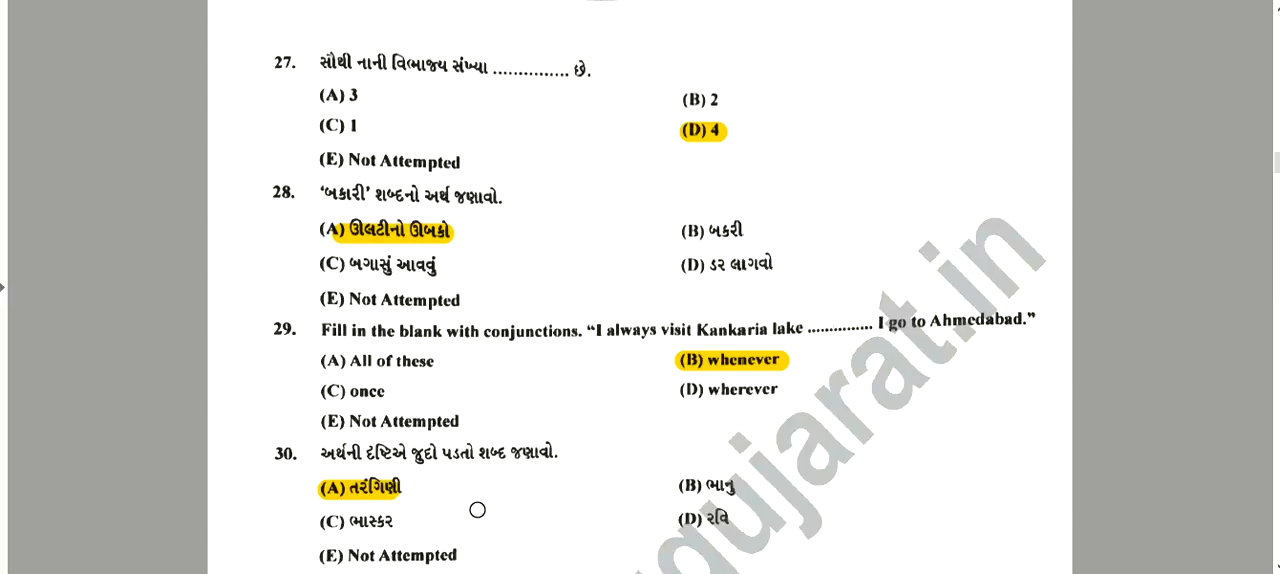 27. સૌથી નાની વિભાજ્ય સંખ્યા ............... છે.
(A) 3 (B) 2
(C) 1 (D) 4
(E) Not Attempted
28. ‘બકારી’ શબ્દનો અર્થ જણાવો.
(A) ઊલટીનો ઊબકો (B) બકરી
(C) બગાસું આવવું (D) ડર લાગવો
(E) Not Attempted
29. Fill in the blank with conjunctions. “I always visit Kankaria lake ............... I go to Ahmedabad.”
(A) All of these (B) whenever
(C) once (D) wherever
(E) Not Attempted
30. અર્થની દૃષ્ટિએ જુદો પડતો શબ્દ જણાવો.
(A) તરંગિણી (B) ભાનુ
(C) ભાસ્કર (D) રવિ
(E) Not Attempted
gujarat.in